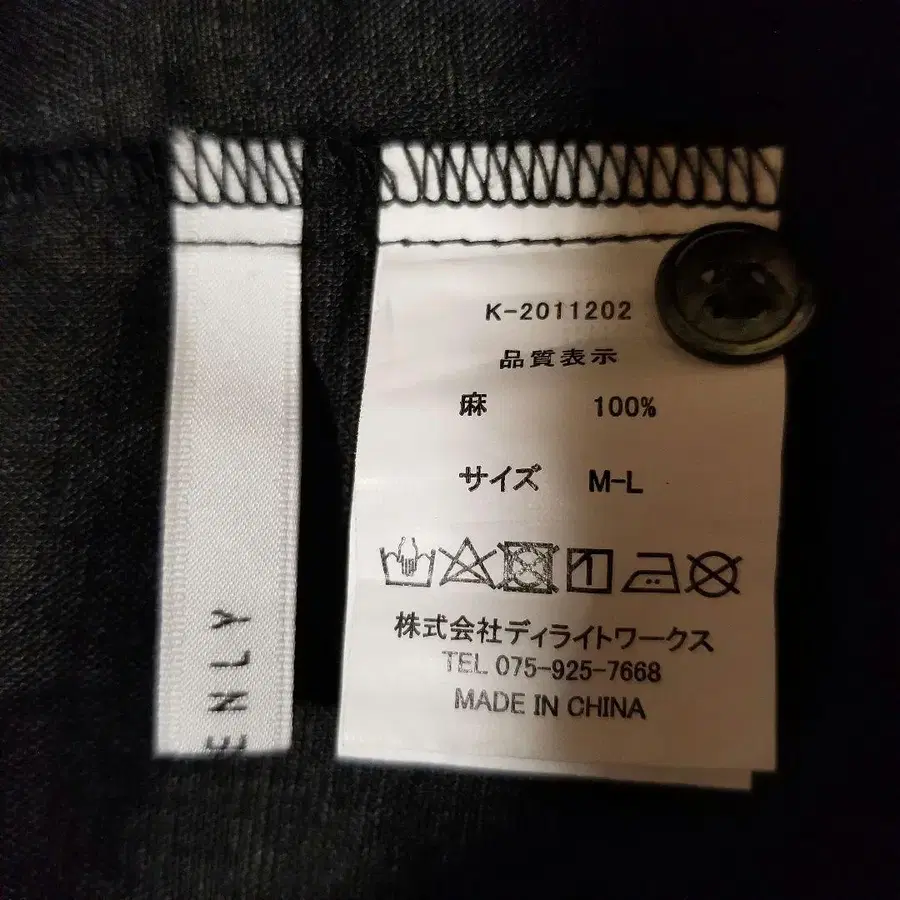 ENLY
K-2011202
品質表示
麻 100%
サイズ M-L
株式会社ディライトワークス
TEL 075-925-7668
MADE IN CHINA